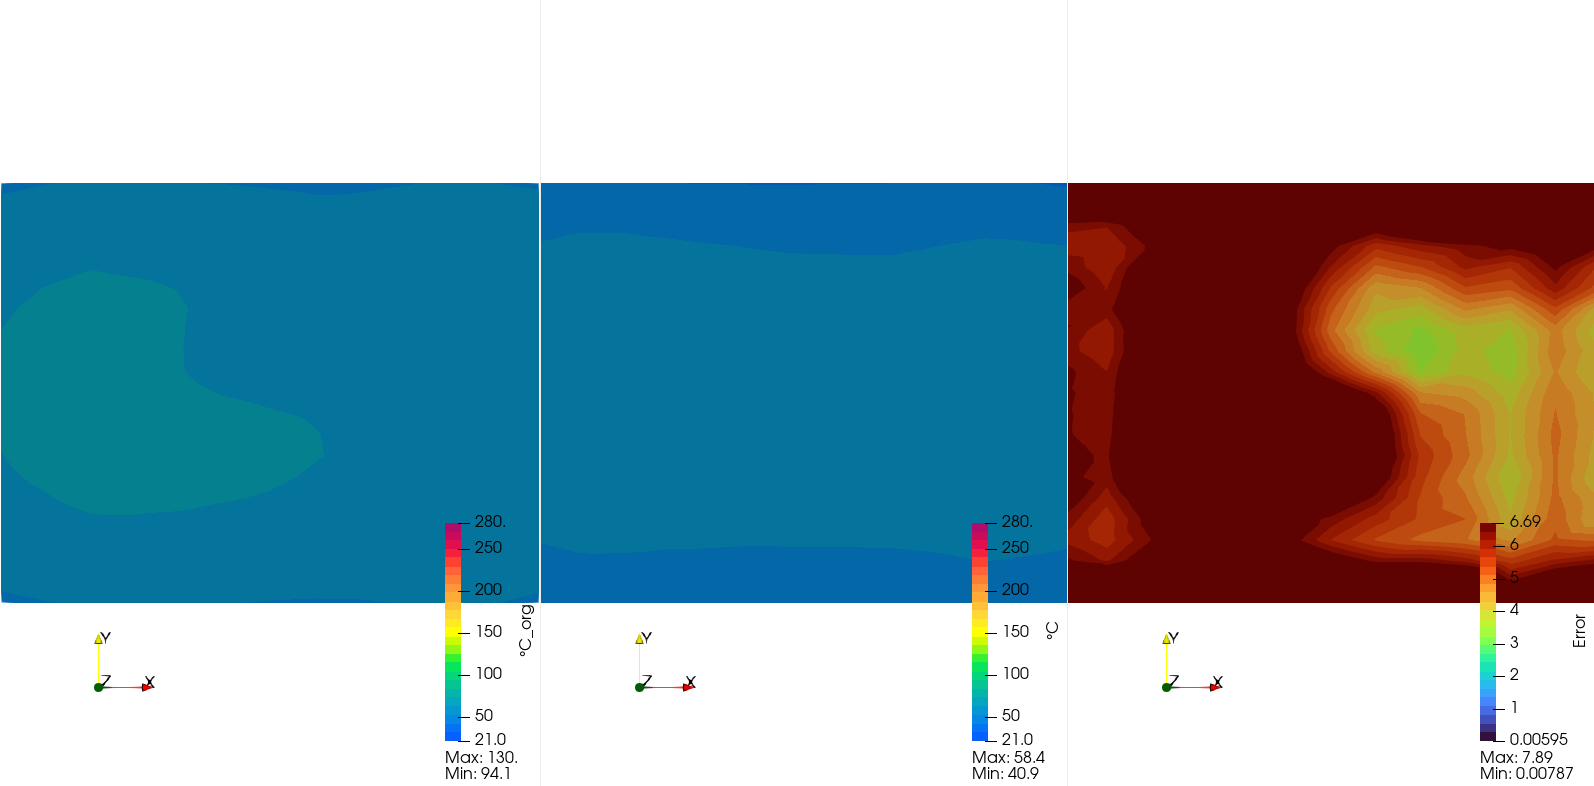 280.
250
200
150
100
50
21.0
°C_org
Max: 130.
Min: 94.1
Y
Z
X
280.
250
200
150
100
50
21.0
°C
Max: 58.4
Min: 40.9
Y
Z
X
6.69
6
5
4
3
2
1
0.00595
Error
Max: 7.89
Min: 0.00787
Y
Z
X